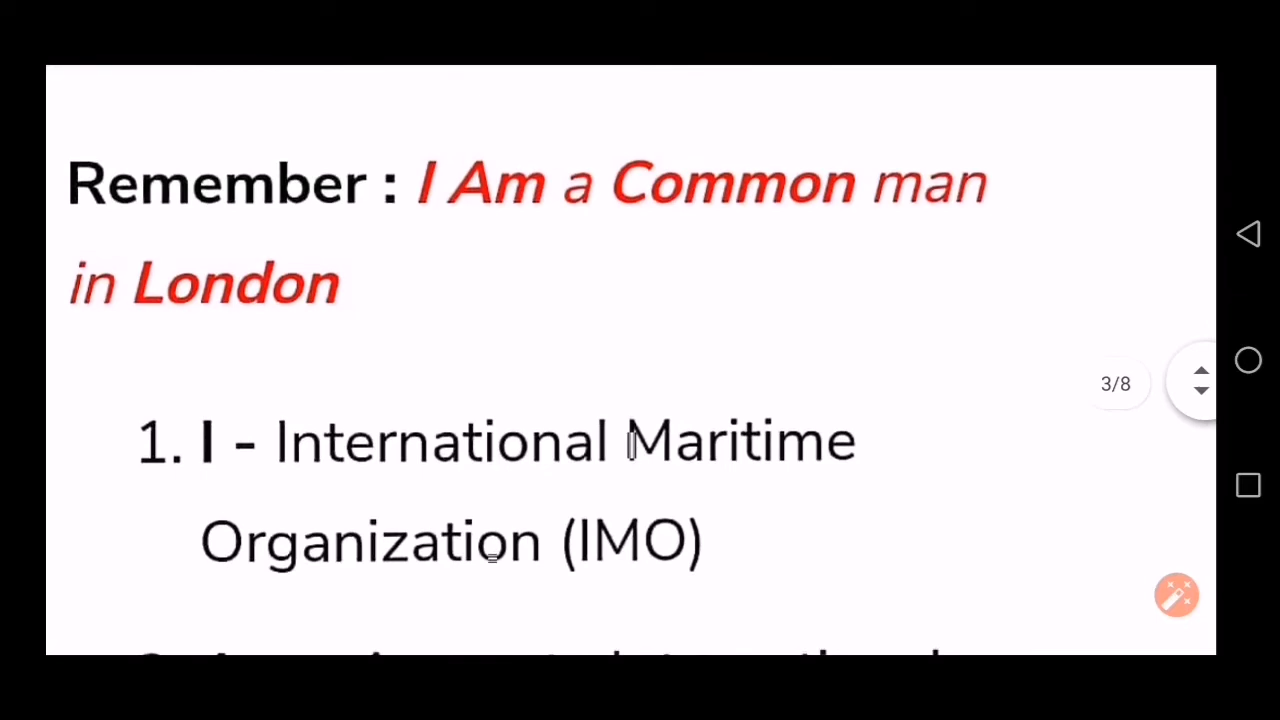 Remember : I Am a Common man
in London
1. I - International Maritime
Organization (IMO)
3/8